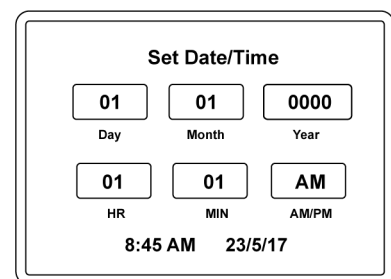 Set Date/Time
01 01 0000
Day Month Year
01 01 AM
HR MIN AM/PM
8:45 AM 23/5/17